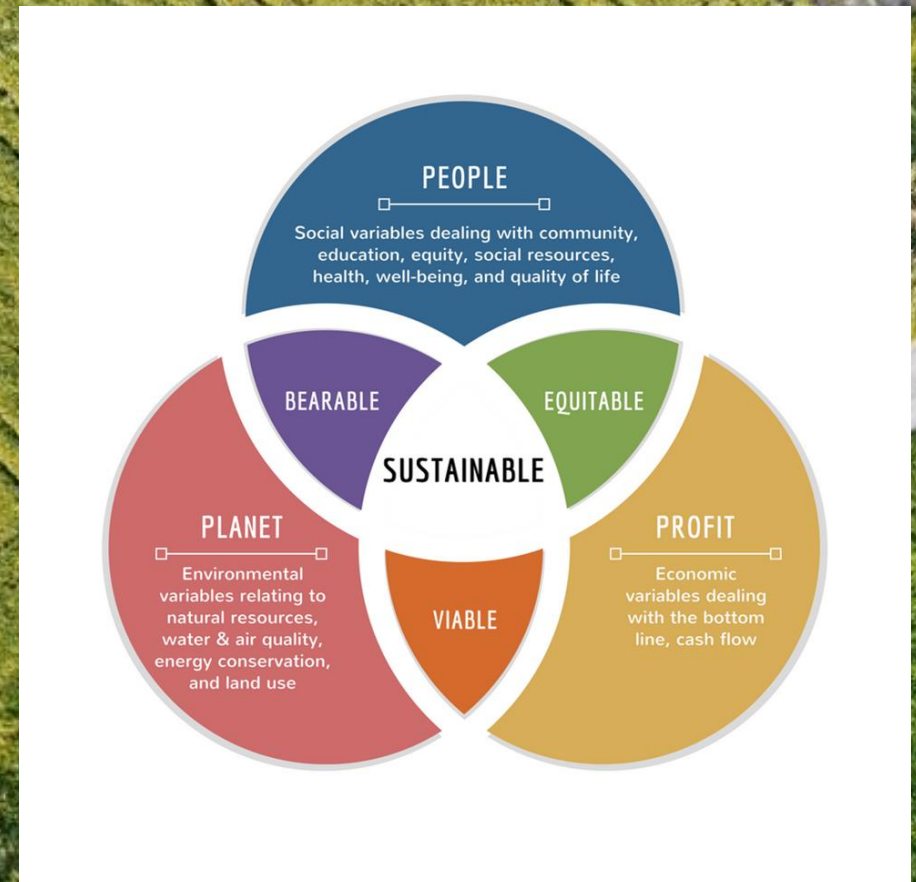 PEOPLE
Social variables dealing with community,
education, equity, social resources,
health, well-being, and quality of life
BEARABLE
EQUITABLE
SUSTAINABLE
PLANET
Environmental
variables relating to
natural resources,
water & air quality,
energy conservation,
and land use
PROFIT
Economic
variables dealing
with the bottom
line, cash flow
VIABLE